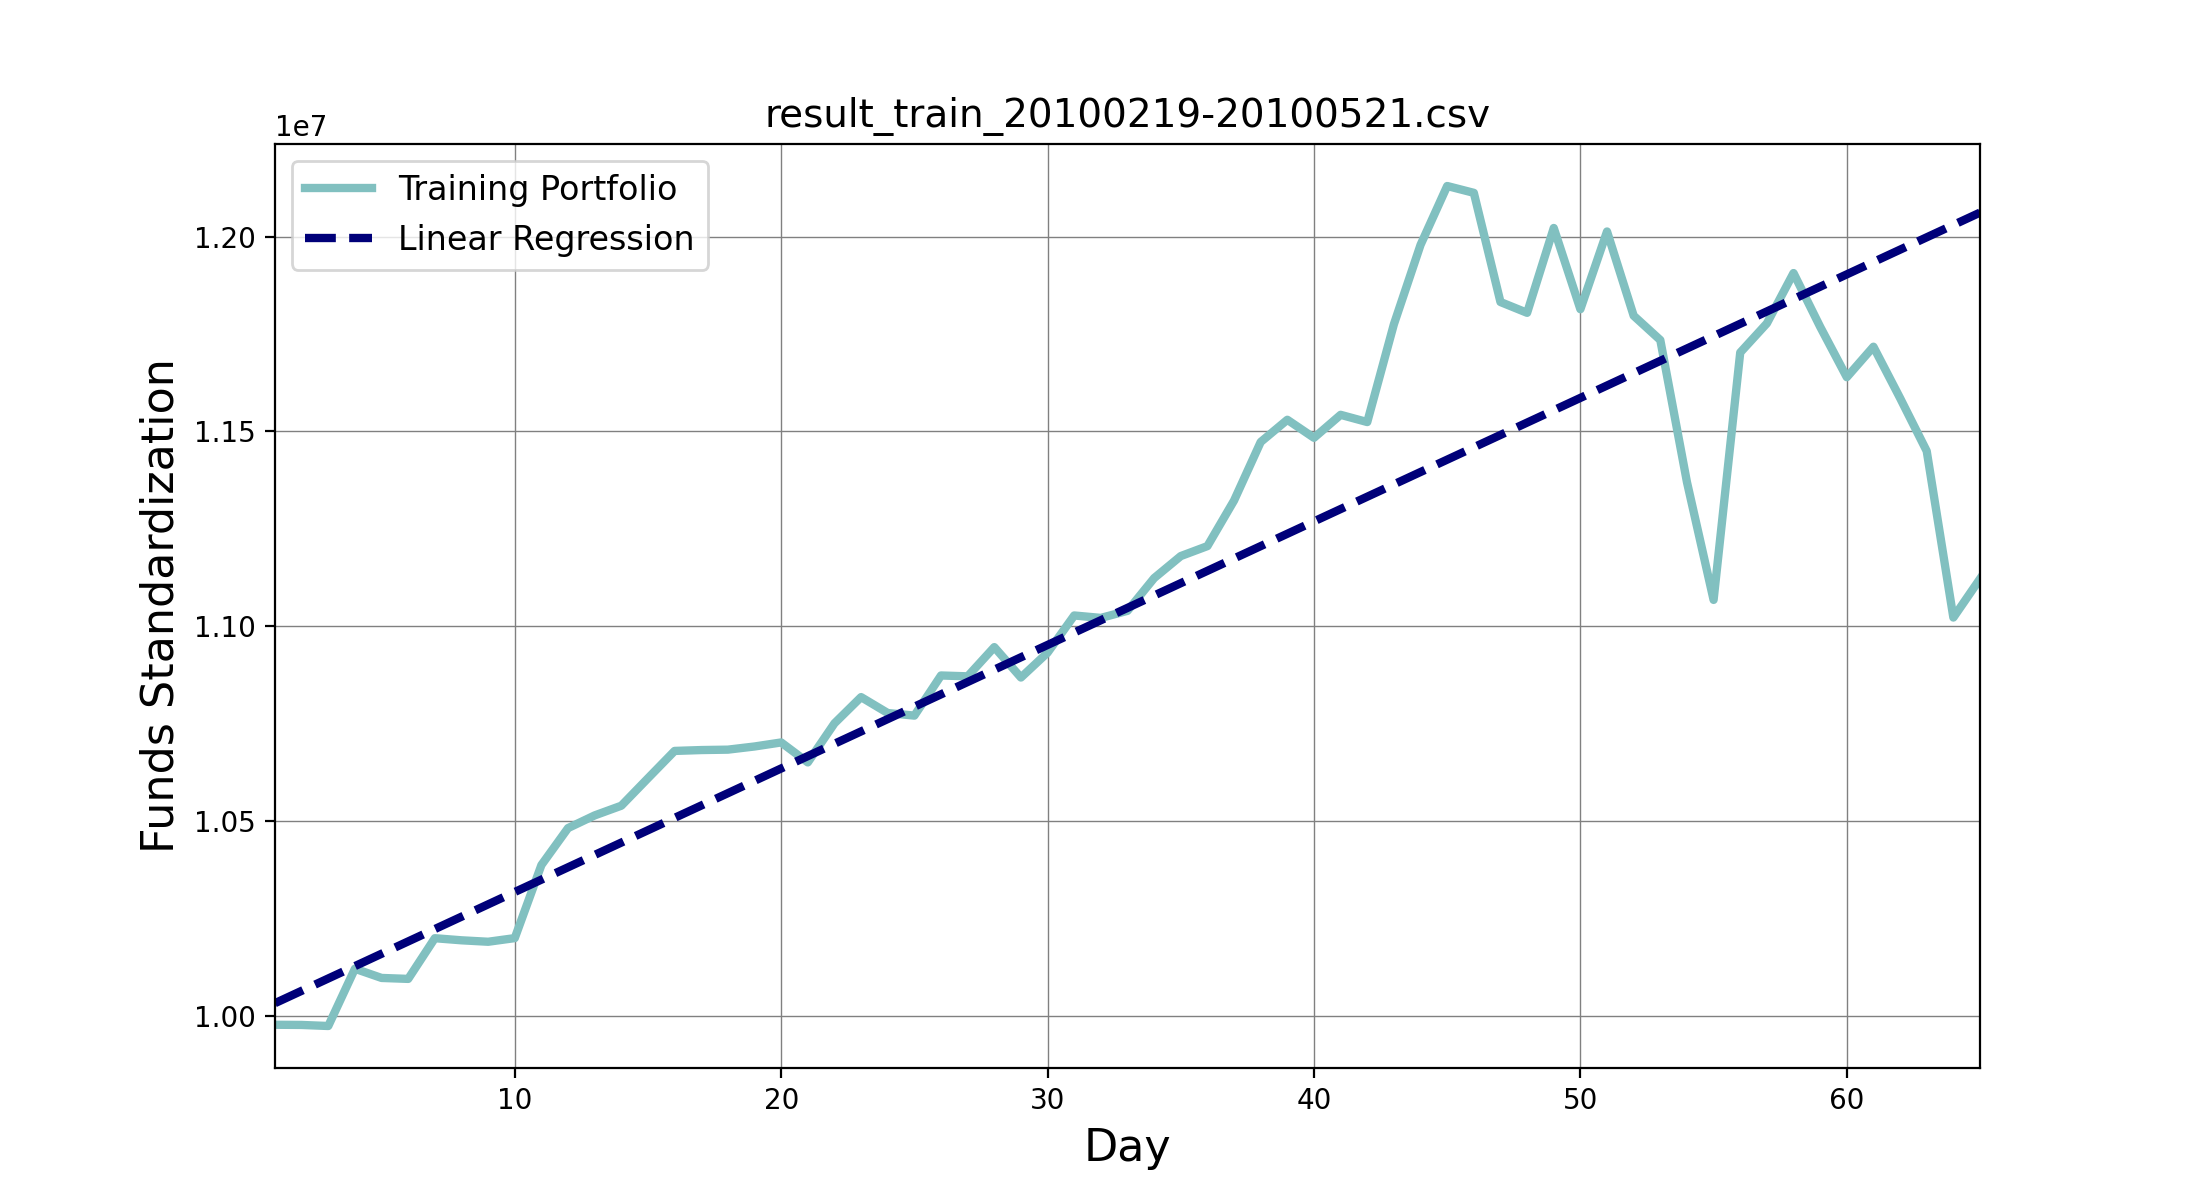 result_train_20100219-20100521.csv
1e7
Training Portfolio
Linear Regression
1.20
1.15
1.10
1.05
1.00
Funds Standardization
10 20 30 40 50 60
Day